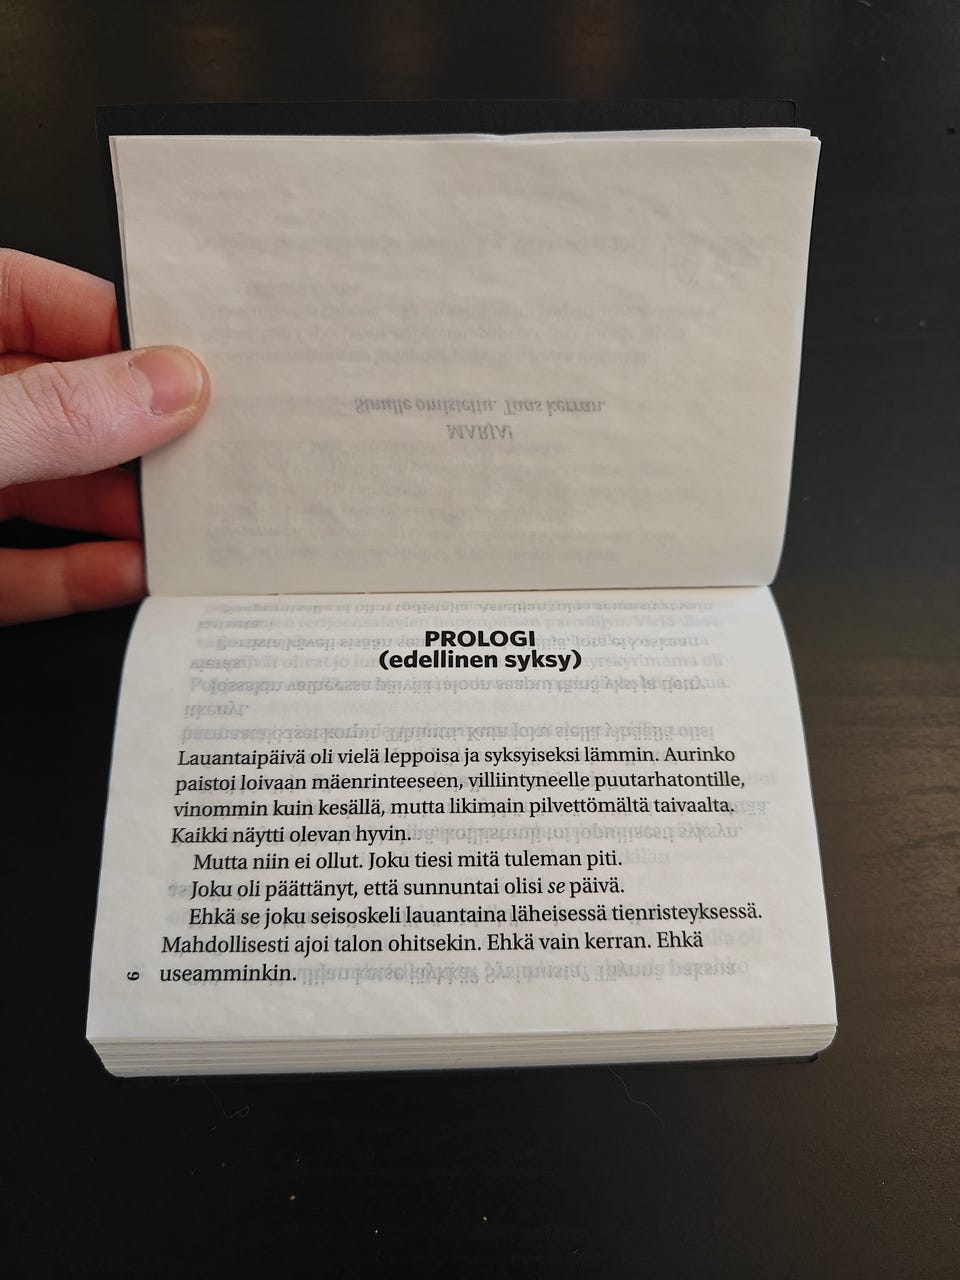 PROLOGI
(edellinen syksy)
Lauantaipäivä oli vielä leppoisa ja syksyiseksi lämmin. Aurinko
paistoi loivaan mäenrinteeseen, villiintyneelle puutarhatontille,
vinommin kuin kesällä, mutta likimain pilvettömältä taivaalta.
Kaikki näytti olevan hyvin.
Mutta niin ei ollut. Joku tiesi mitä tuleman piti.
Joku oli päättänyt, että sunnuntai olisi se päivä.
Ehkä se joku seisoskeli lauantaina läheisessä tienristeyksessä.
Mahdollisesti ajoi talon ohitsekin. Ehkä vain kerran. Ehkä
useamminkin.
9